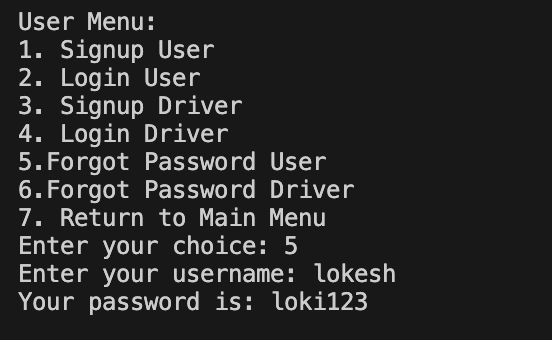 User Menu:
1. Signup User
2. Login User
3. Signup Driver
4. Login Driver
5.Forgot Password User
6.Forgot Password Driver
7. Return to Main Menu
Enter your choice: 5
Enter your username: lokesh
Your password is: loki123